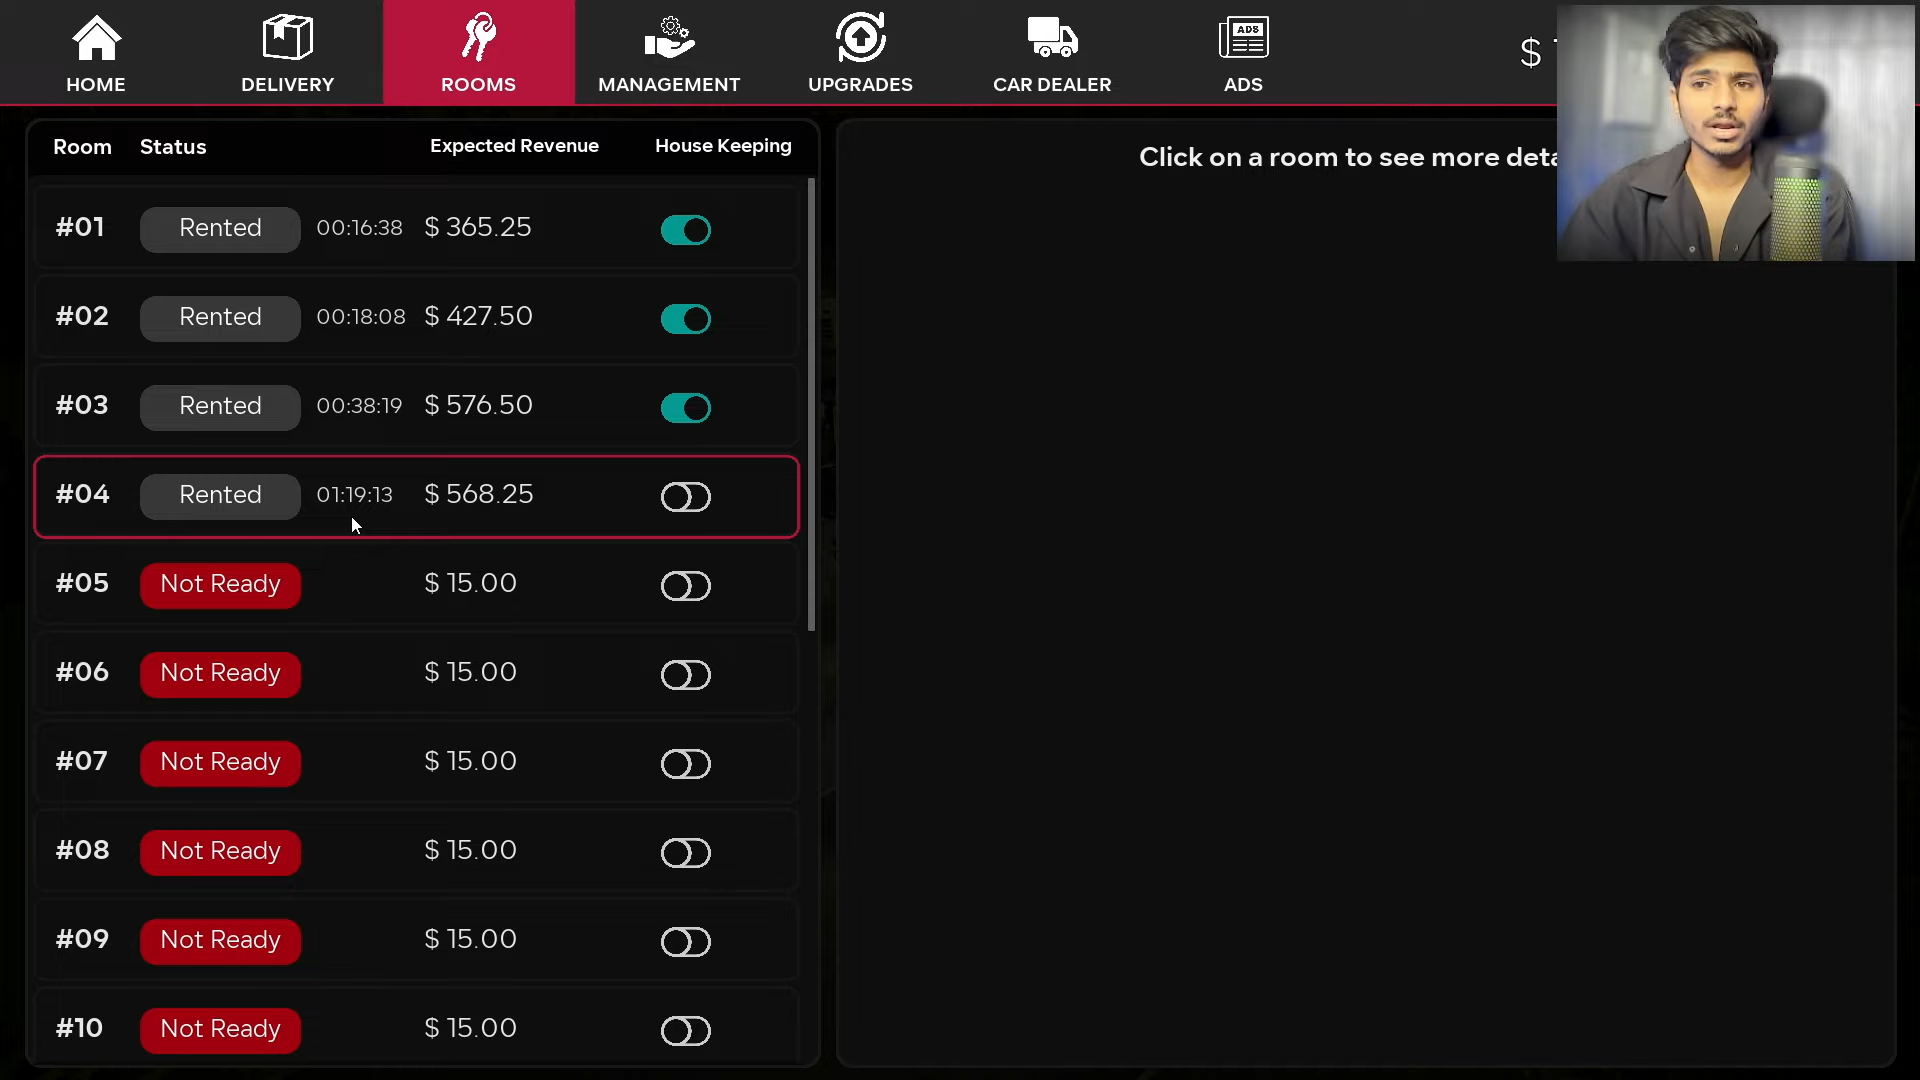 HOME DELIVERY ROOMS MANAGEMENT UPGRADES CAR DEALER ADS
ADS
$
Room Status Expected Revenue House Keeping
#01 Rented 00:16:38 $ 365.25
#02 Rented 00:18:08 $ 427.50
#03 Rented 00:38:19 $ 576.50
#04 Rented 01:19:13 $ 568.25
#05 Not Ready $ 15.00
#06 Not Ready $ 15.00
#07 Not Ready $ 15.00
#08 Not Ready $ 15.00
#09 Not Ready $ 15.00
#10 Not Ready $ 15.00
Click on a room to see more